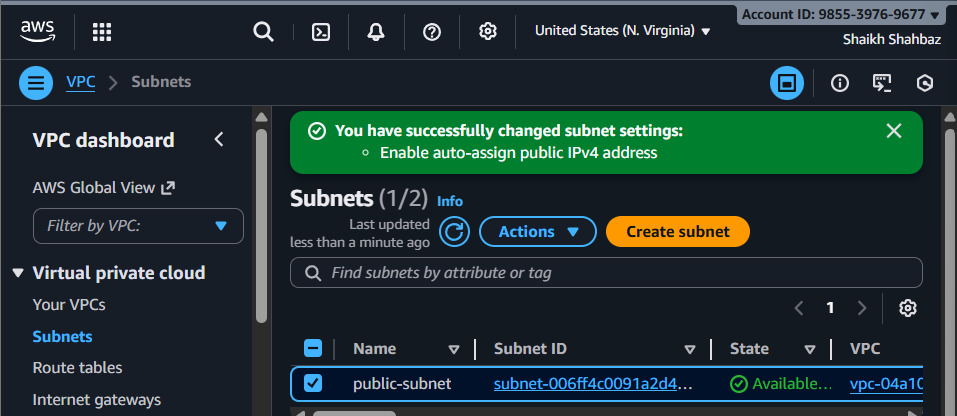 aws
United States (N. Virginia)
Account ID: 9855-3976-9677
Shaikh Shahbaz
VPC
Subnets
VPC dashboard
AWS Global View
Filter by VPC:
Virtual private cloud
Your VPCs
Subnets
Route tables
Internet gateways
You have successfully changed subnet settings:
Enable auto-assign public IPv4 address
Subnets (1/2) Info
Last updated
less than a minute ago
Actions
Create subnet
Find subnets by attribute or tag
1
Name Subnet ID State VPC
public-subnet subnet-006ff4c0091a2d4... Available... vpc-04a10